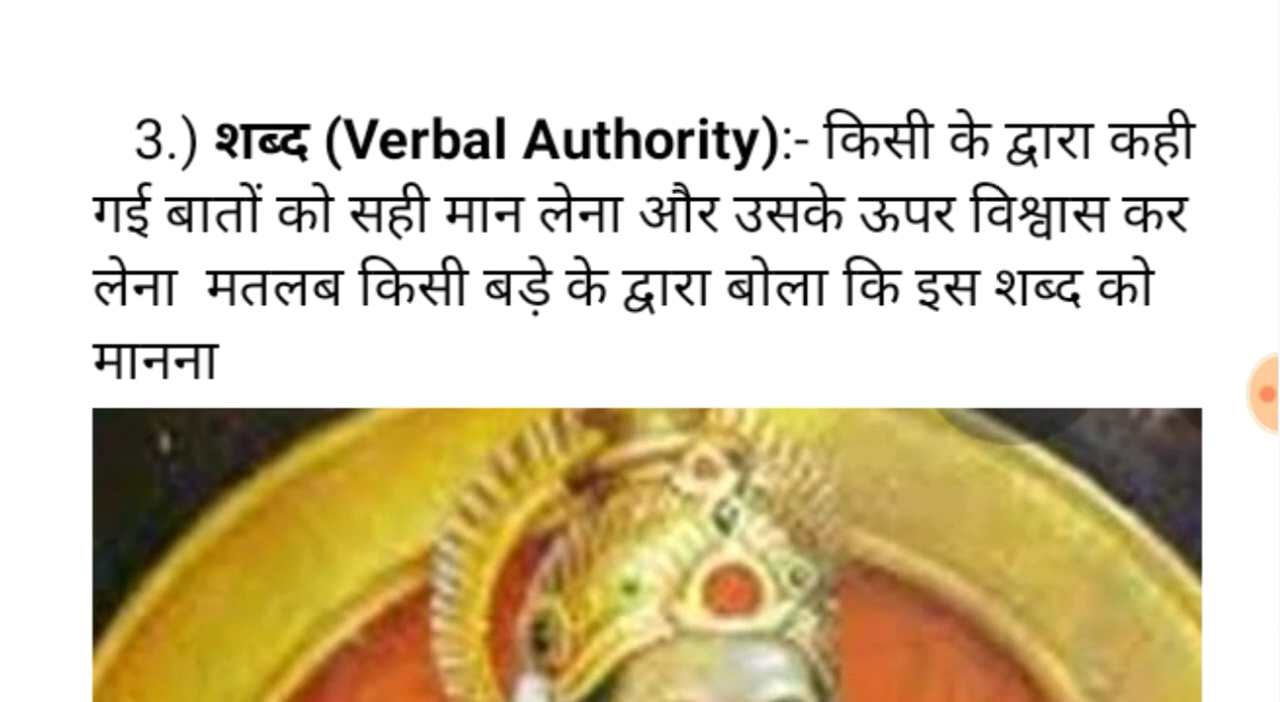 3.) शब्द (Verbal Authority):- किसी के द्वारा कही
गई बातों को सही मान लेना और उसके ऊपर विश्वास कर
लेना  मतलब किसी बड़े के द्वारा बोला कि इस शब्द को
मानना